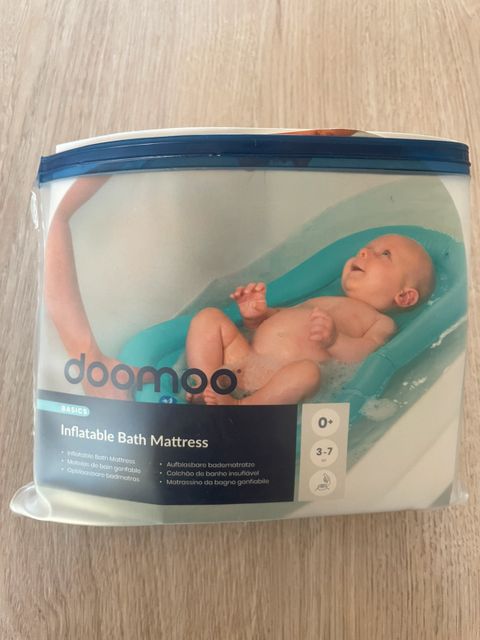 doomoo
BASICS
Inflatable Bath Mattress
• Inflatable Bath Mattress
• Matelas de bain gonflable
• Opblaasbare badmatras
• Aufblasbare badematratze
• Colchão de banho insuflável
• Materassino da bagno gonfiabile
0+
3-7